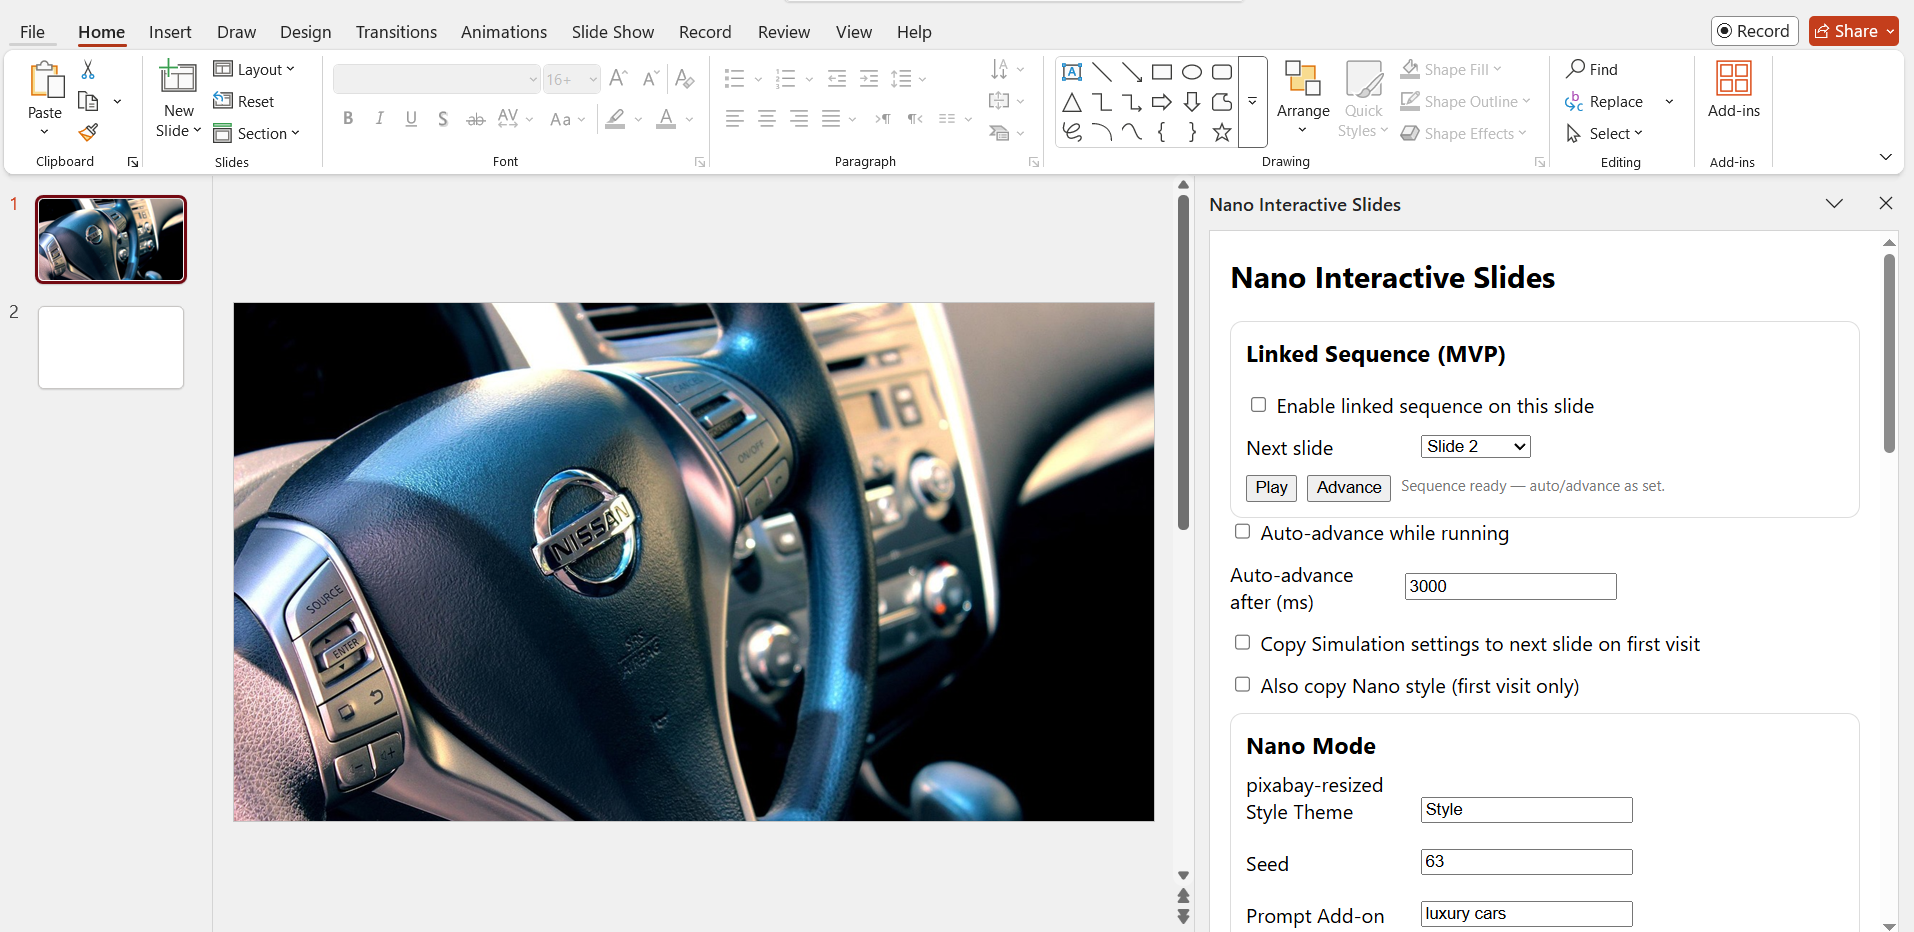 File Home Insert Draw Design Transitions Animations Slide Show Record Review View Help
Record Share
Paste
New
Slide
Layout
Reset
Section
16+
B I U S ab AV Aa A
Find
Replace
Select
Arrange
Quick
Styles
Shape Fill
Shape Outline
Shape Effects
Add-ins
Clipboard Slides Font Paragraph Drawing Editing Add-ins
1
2
NISSAN
CANCEL
ON/OFF
SOURCE
ENTER
SRS
AIRBAG
Nano Interactive Slides
Nano Interactive Slides
Linked Sequence (MVP)
Enable linked sequence on this slide
Next slide Slide 2
Play Advance Sequence ready — auto/advance as set.
Auto-advance while running
Auto-advance
after (ms) 3000
Copy Simulation settings to next slide on first visit
Also copy Nano style (first visit only)
Nano Mode
pixabay-resized
Style Theme Style
Seed 63
Prompt Add-on luxury cars